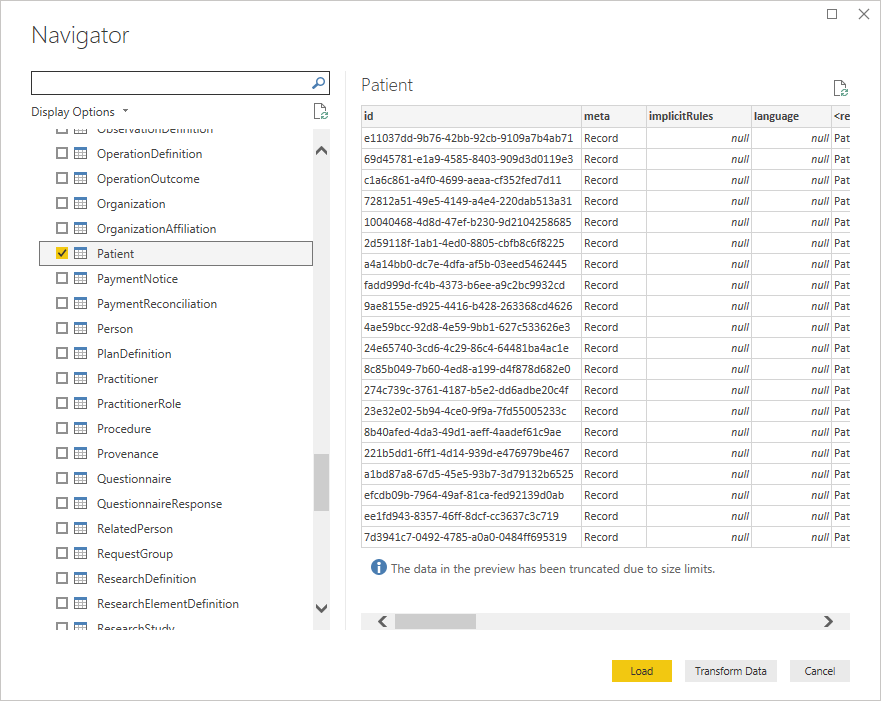 Navigator
Display Options
ObservationDefinition
OperationDefinition
OperationOutcome
Organization
OrganizationAffiliation
Patient
PaymentNotice
PaymentReconciliation
Person
PlanDefinition
Practitioner
PractitionerRole
Procedure
Provenance
Questionnaire
QuestionnaireResponse
RelatedPerson
RequestGroup
ResearchDefinition
ResearchElementDefinition
ResearchStudy
Patient
id meta implicitRules language <re
e11037dd-9b76-42bb-92cb-9109a7b4ab71 Record null null Pat
69d45781-e1a9-4585-8403-909d3d0119e3 Record null null Pat
c1a6c861-a4f0-4699-aeaa-cf352fed7d11 Record null null Pat
72812a51-49e5-4149-a4e4-220dab513a31 Record null null Pat
10040468-4d8d-47ef-b230-9d2104258685 Record null null Pat
2d59118f-1ab1-4ed0-8805-cbfb8c6f8225 Record null null Pat
a4a14bb0-dc7e-4dfa-af5b-03eed5462445 Record null null Pat
fadd999d-fc4b-4373-b6ee-a9c2bc9932cd Record null null Pat
9ae8155e-d925-4416-b428-263368cd4626 Record null null Pat
4ae59bcc-92d8-4e59-9bb1-627c533626e3 Record null null Pat
24e65740-3cd6-4c29-86c4-64481ba4ac1e Record null null Pat
8c85b049-7b60-4ed8-a199-d4f878d682e0 Record null null Pat
274c739c-3761-4187-b5e2-dd6adbe20c4f Record null null Pat
23e32e02-5b94-4ce0-9f9a-7fd55005233c Record null null Pat
8b40afed-4da3-49d1-aeff-4aadef61c9ae Record null null Pat
221b5dd1-6ff1-4d14-939d-e476979be467 Record null null Pat
a1bd87a8-67d5-45e5-93b7-3d79132b6525 Record null null Pat
efcdb09b-7964-49af-81ca-fed92139d0ab Record null null Pat
ee1fd943-8357-46ff-8dcf-cc3637c3c719 Record null null Pat
7d3941c7-0492-4785-a0a0-0484ff695319 Record null null Pat
The data in the preview has been truncated due to size limits.
Load Transform Data Cancel